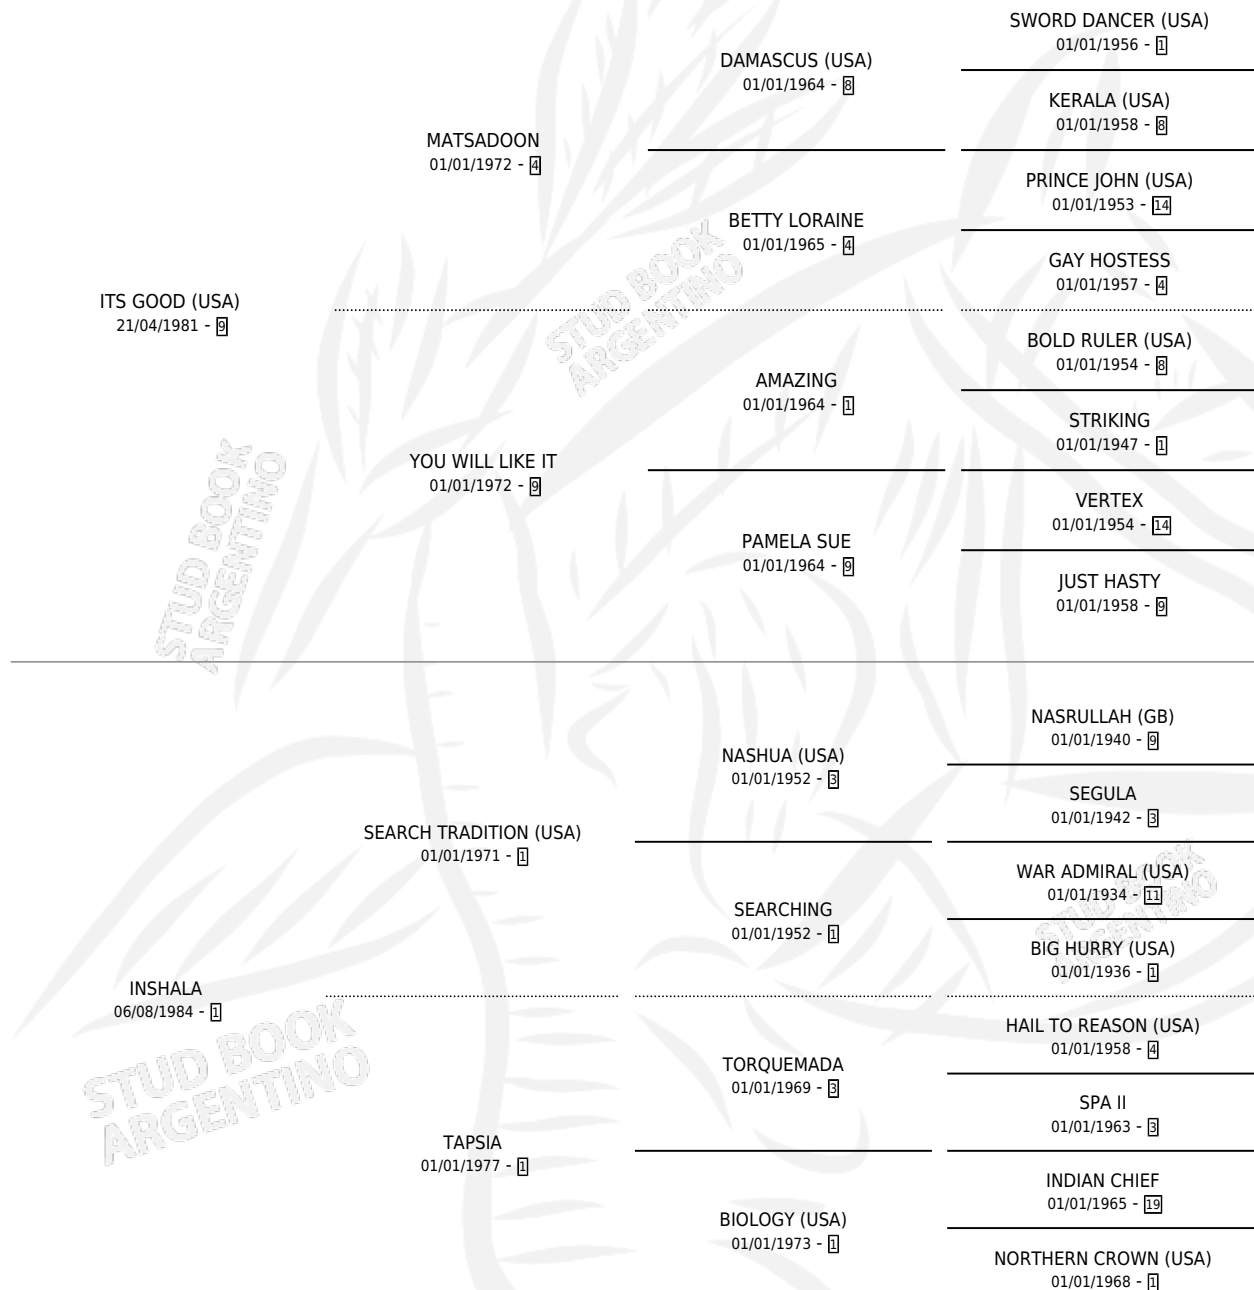 SWORD DANCER (USA)
01/01/1956 - 1
DAMASCUS (USA)
01/01/1964 - 8
KERALA (USA)
01/01/1958 - 8
MATSADOON
01/01/1972 - 4
PRINCE JOHN (USA)
01/01/1953 - 14
BETTY LORAINE
01/01/1965 - 4
GAY HOSTESS
01/01/1957 - 4
ITS GOOD (USA)
21/04/1981 - 9
BOLD RULER (USA)
01/01/1954 - 8
AMAZING
01/01/1964 - 1
STRIKING
01/01/1947 - 1
YOU WILL LIKE IT
01/01/1972 - 9
VERTEX
01/01/1954 - 14
PAMELA SUE
01/01/1964 - 9
JUST HASTY
01/01/1958 - 9
NASRULLAH (GB)
01/01/1940 - 9
NASHUA (USA)
01/01/1952 - 3
SEGULA
01/01/1942 - 3
SEARCH TRADITION (USA)
01/01/1971 - 1
WAR ADMIRAL (USA)
01/01/1934 - 11
SEARCHING
01/01/1952 - 1
BIG HURRY (USA)
01/01/1936 - 1
INSHALA
06/08/1984 - 1
HAIL TO REASON (USA)
01/01/1958 - 4
TORQUEMADA
01/01/1969 - 3
SPA II
01/01/1963 - 3
TAPSIA
01/01/1977 - 1
INDIAN CHIEF
01/01/1965 - 19
BIOLOGY (USA)
01/01/1973 - 1
NORTHERN CROWN (USA)
01/01/1968 - 1
STUD BOOK
ARGENTINO
STUD BOOK
ARGENTINO
STUD BOOK
ARGENTINO
STUD BOOK
ARGENTINO